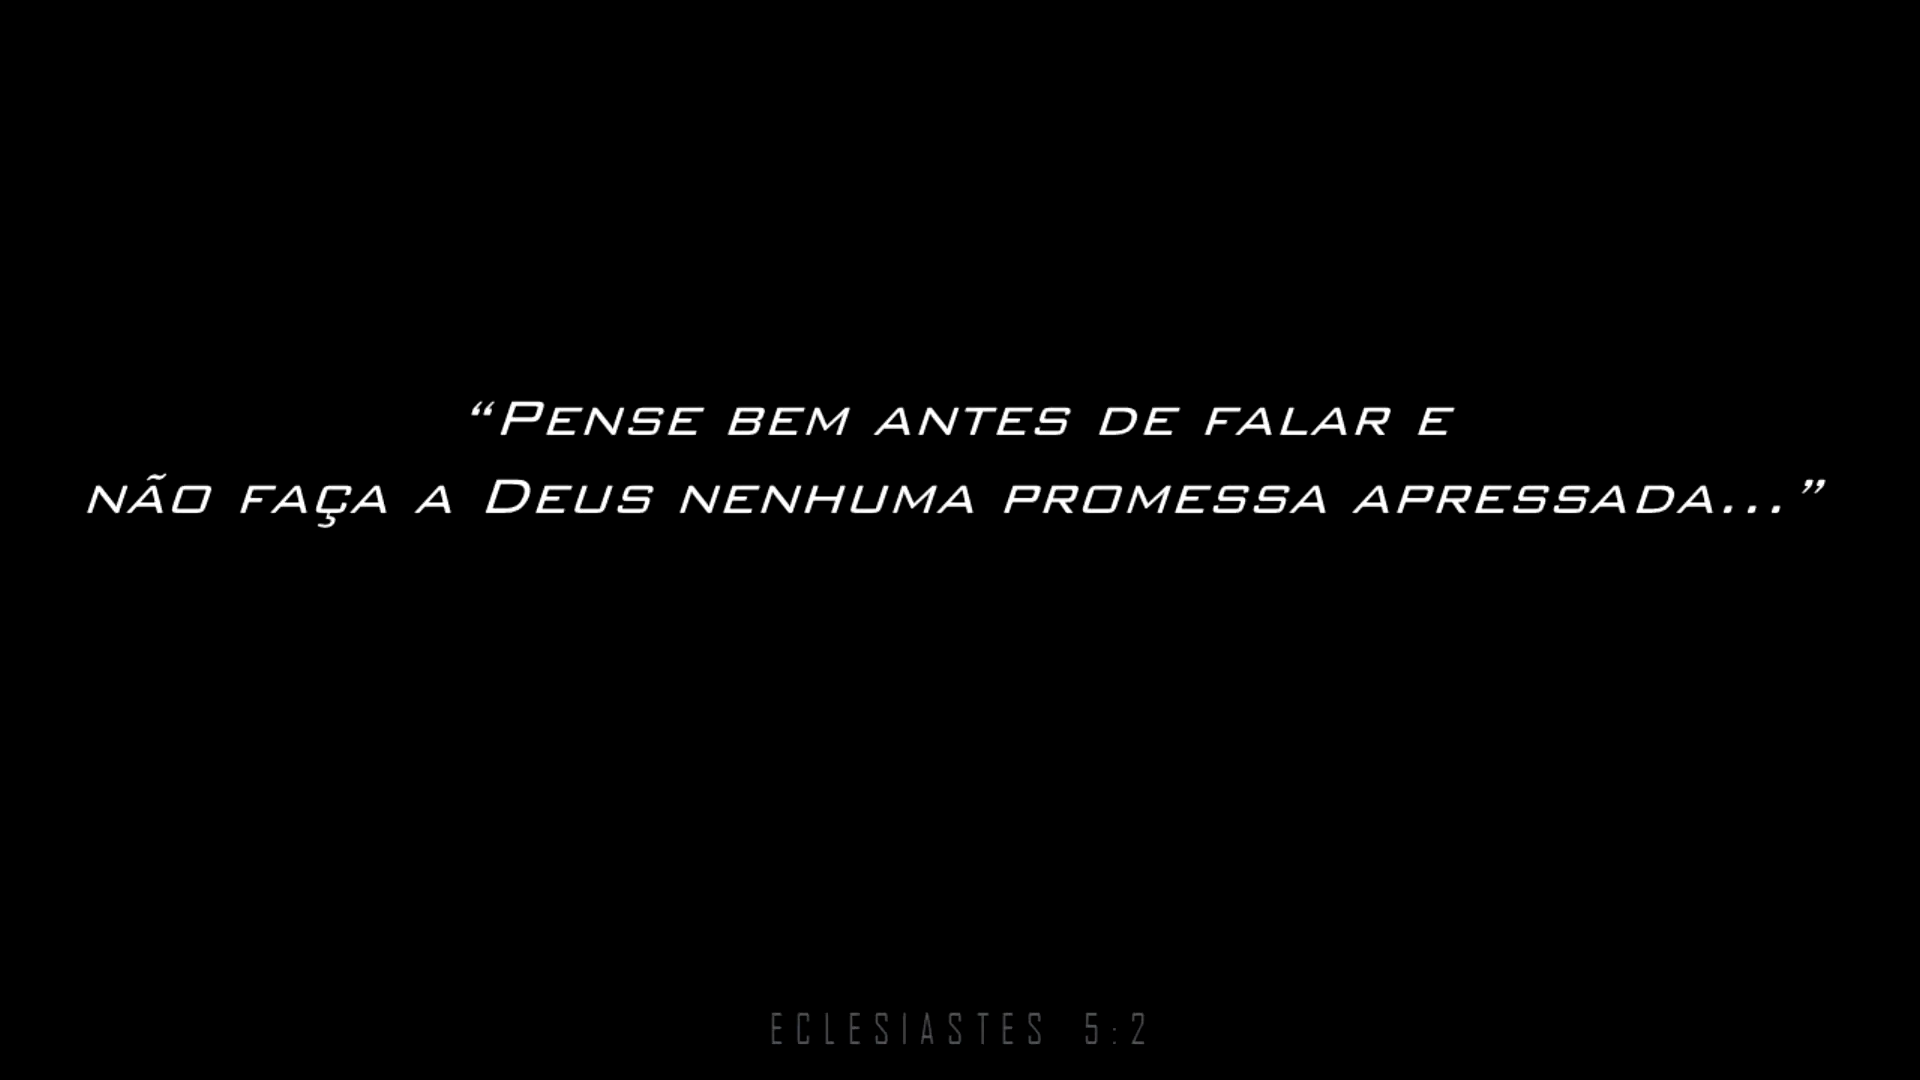 “Pense bem antes de falar e
não faça a Deus nenhuma promessa apressada...”
ECLESIASTES 5:2